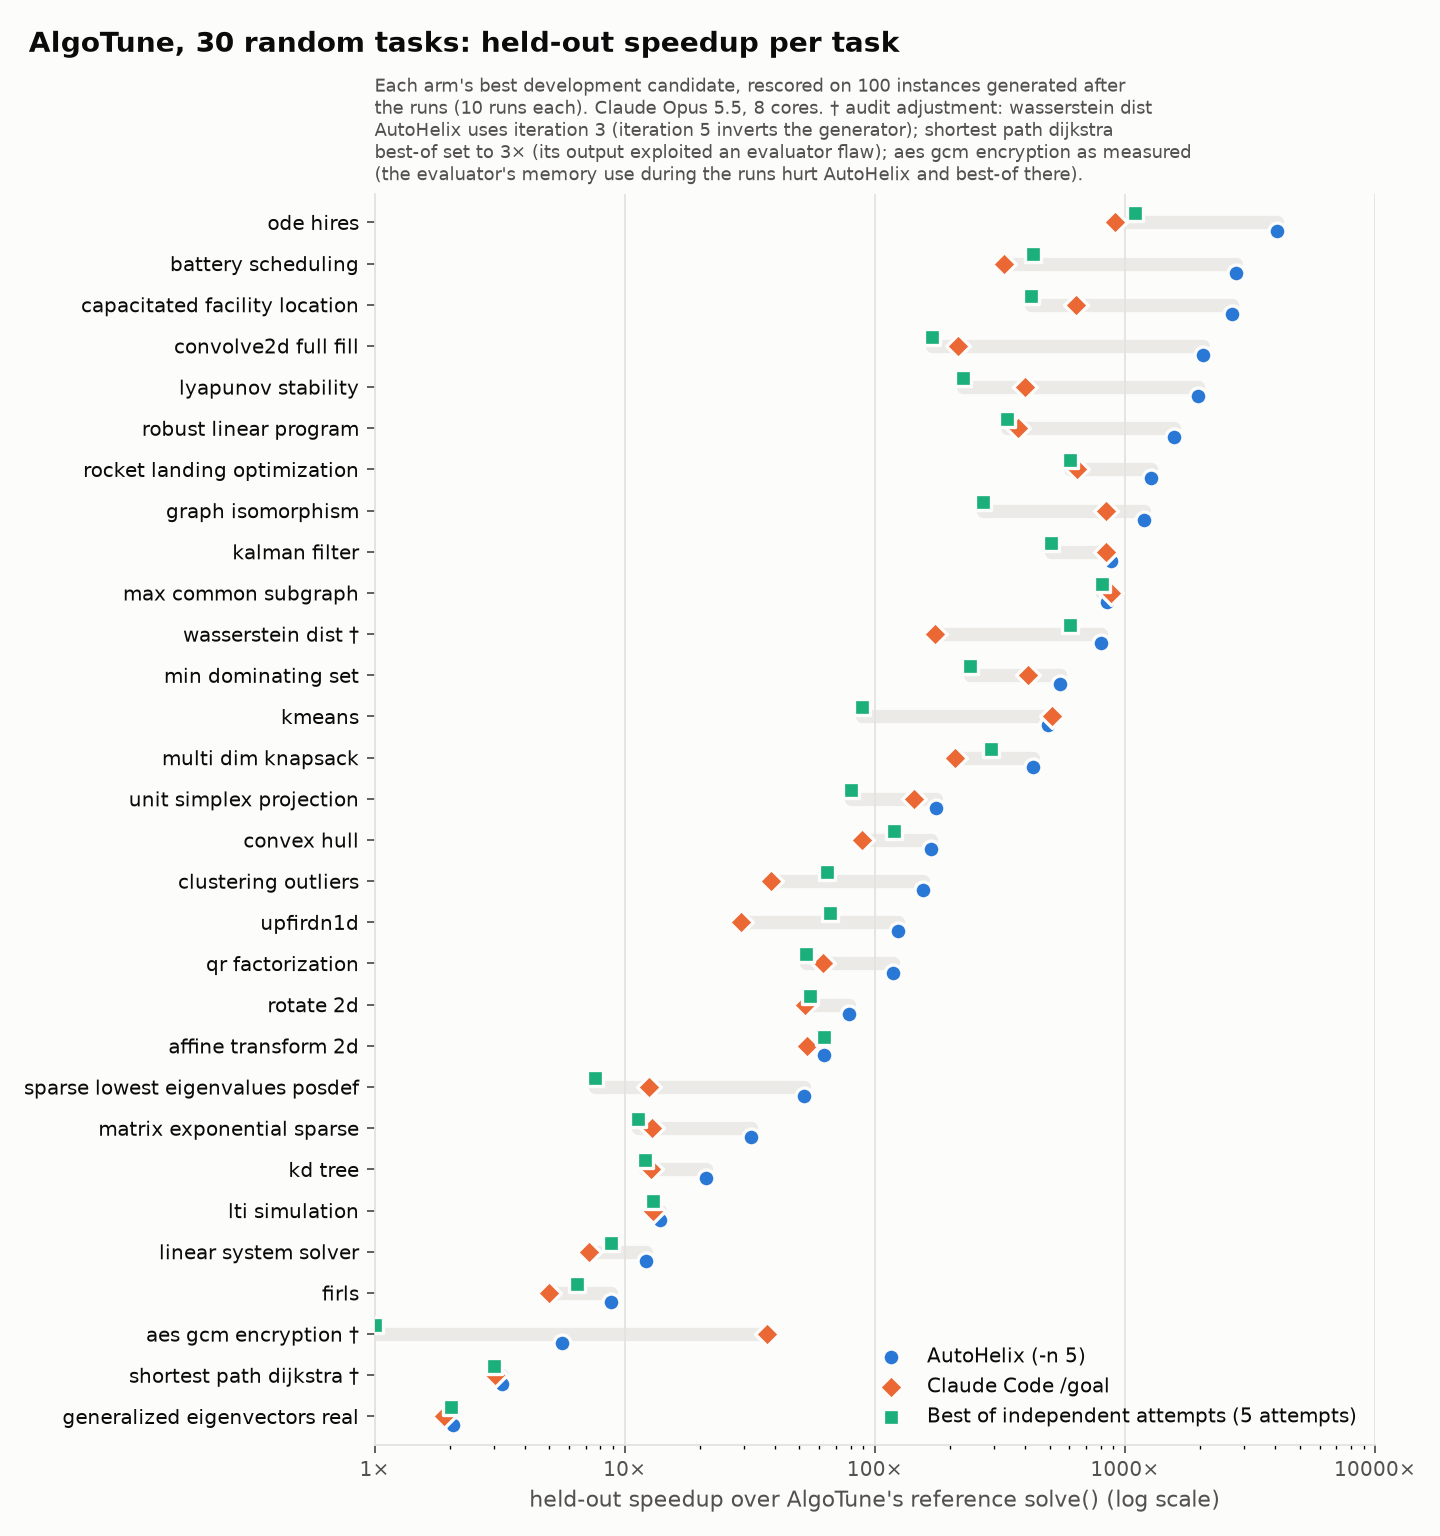 AlgoTune, 30 random tasks: held-out speedup per task
Each arm's best development candidate, rescored on 100 instances generated after
the runs (10 runs each). Claude Opus 5.5, 8 cores. † audit adjustment: wasserstein dist
AutoHelix uses iteration 3 (iteration 5 inverts the generator); shortest path dijkstra
best-of set to 3× (its output exploited an evaluator flaw); aes gcm encryption as measured
(the evaluator's memory use during the runs hurt AutoHelix and best-of there).
ode hires
battery scheduling
capacitated facility location
convolve2d full fill
lyapunov stability
robust linear program
rocket landing optimization
graph isomorphism
kalman filter
max common subgraph
wasserstein dist †
min dominating set
kmeans
multi dim knapsack
unit simplex projection
convex hull
clustering outliers
upfirdn1d
qr factorization
rotate 2d
affine transform 2d
sparse lowest eigenvalues posdef
matrix exponential sparse
kd tree
lti simulation
linear system solver
firls
aes gcm encryption †
shortest path dijkstra †
generalized eigenvectors real
AutoHelix (-n 5)
Claude Code /goal
Best of independent attempts (5 attempts)
1× 10× 100× 1000× 10000×
held-out speedup over AlgoTune's reference solve() (log scale)